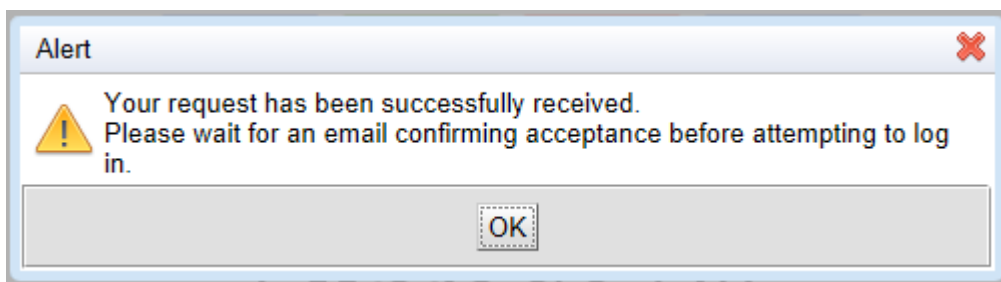 Alert
Your request has been successfully received.
Please wait for an email confirming acceptance before attempting to log
in.
OK